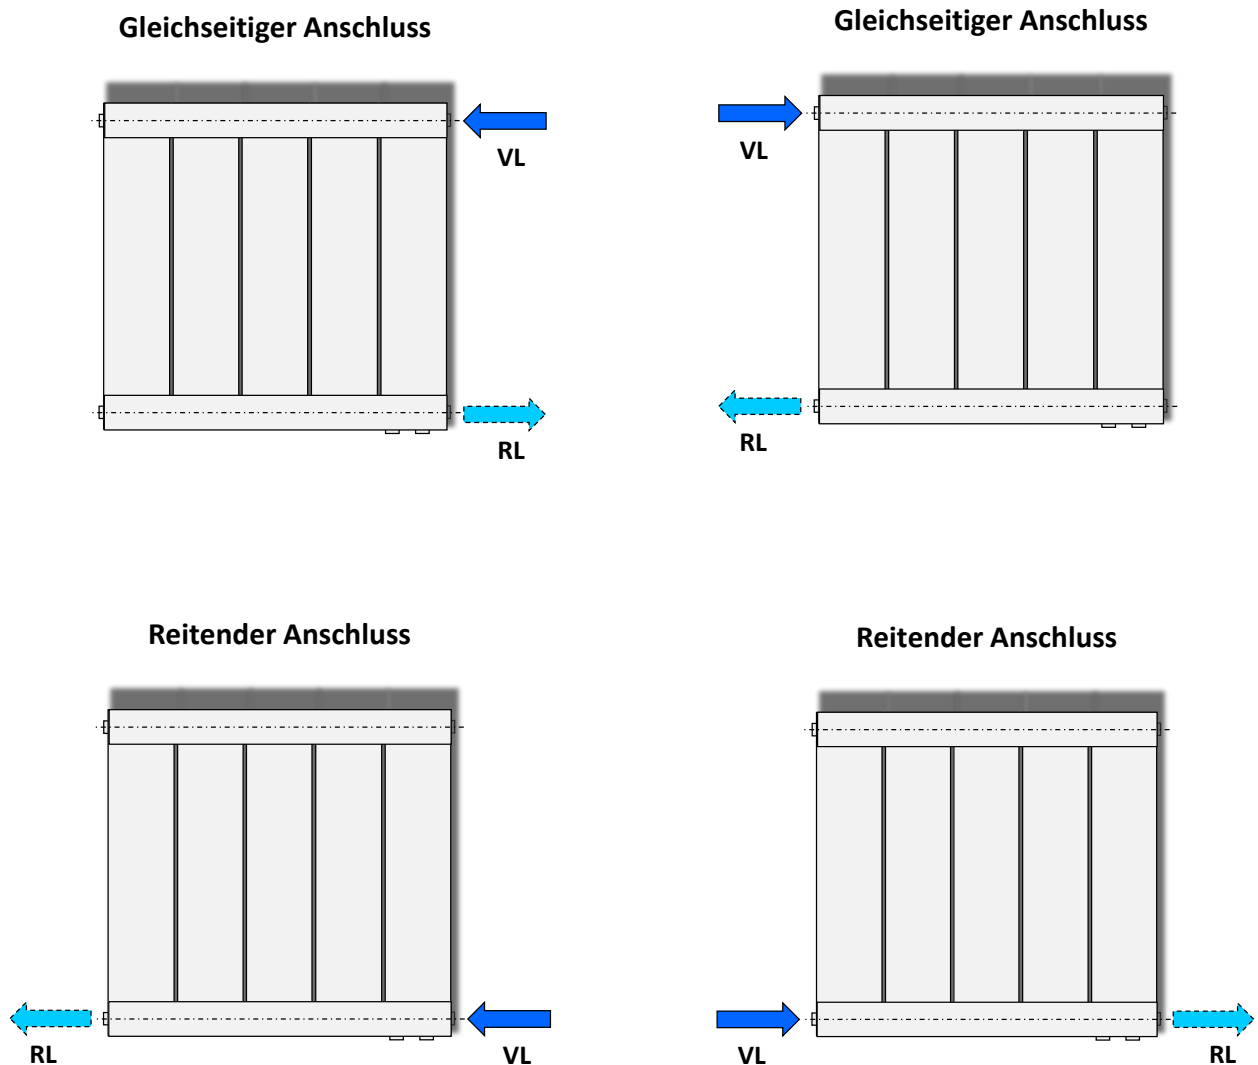 Gleichseitiger Anschluss
Gleichseitiger Anschluss
VL
VL
RL
RL
Reitender Anschluss
Reitender Anschluss
RL
VL
VL
RL